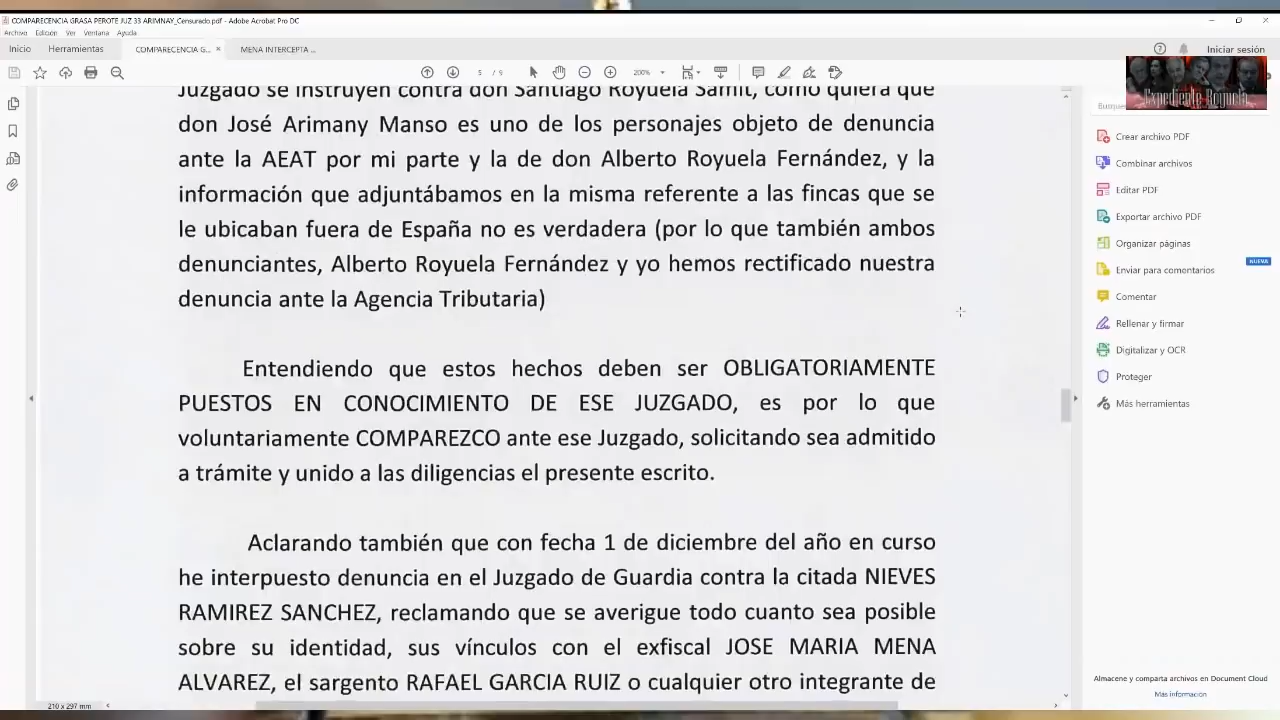 COMPARECENCIA GRASA PEROTE JUZ 33 ARIMNAY_Censurado.pdf - Adobe Acrobat Pro DC
Archivo Edición Ver Ventana Ayuda
Inicio Herramientas COMPARECENCIA G... × MENA INTERCEPTA ... Iniciar sesión
5 / 9 200%
Expediente Royuela
Busque
Juzgado se instruyen contra don Santiago Royuela Samit, como quiera que
don José Arimany Manso es uno de los personajes objeto de denuncia
ante la AEAT por mi parte y la de don Alberto Royuela Fernández, y la
información que adjuntábamos en la misma referente a las fincas que se
le ubicaban fuera de España no es verdadera (por lo que también ambos
denunciantes, Alberto Royuela Fernández y yo hemos rectificado nuestra
denuncia ante la Agencia Tributaria)
Entendiendo que estos hechos deben ser OBLIGATORIAMENTE
PUESTOS EN CONOCIMIENTO DE ESE JUZGADO, es por lo que
voluntariamente COMPAREZCO ante ese Juzgado, solicitando sea admitido
a trámite y unido a las diligencias el presente escrito.
Aclarando también que con fecha 1 de diciembre del año en curso
he interpuesto denuncia en el Juzgado de Guardia contra la citada NIEVES
RAMIREZ SANCHEZ, reclamando que se averigue todo cuanto sea posible
sobre su identidad, sus vínculos con el exfiscal JOSE MARIA MENA
ALVAREZ, el sargento RAFAEL GARCIA RUIZ o cualquier otro integrante de
210 x 297 mm
Crear archivo PDF
Combinar archivos
Editar PDF
Exportar archivo PDF
Organizar páginas
NUEVA
Enviar para comentarios
Comentar
Rellenar y firmar
Digitalizar y OCR
Proteger
Más herramientas
Almacene y comparta archivos en Document Cloud
Más información